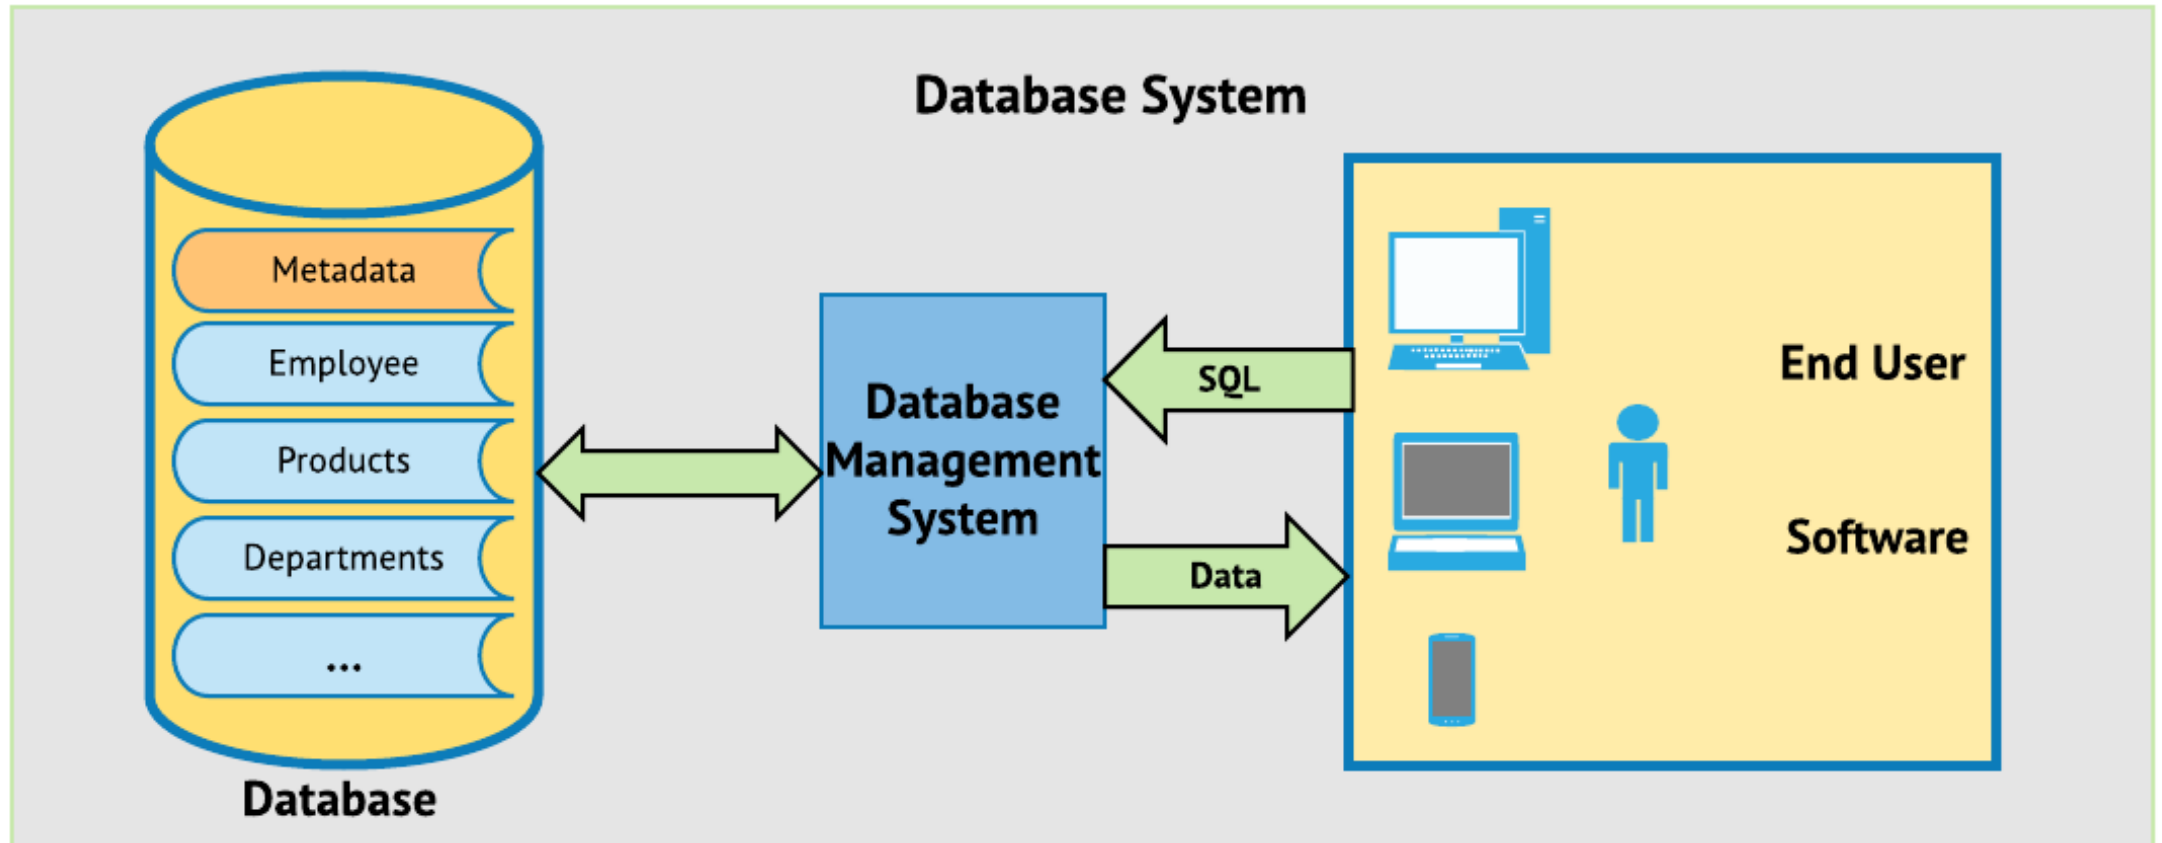 Database System
Metadata
Employee
Products
Departments
...
Database
Database
Management
System
SQL
Data
End User
Software